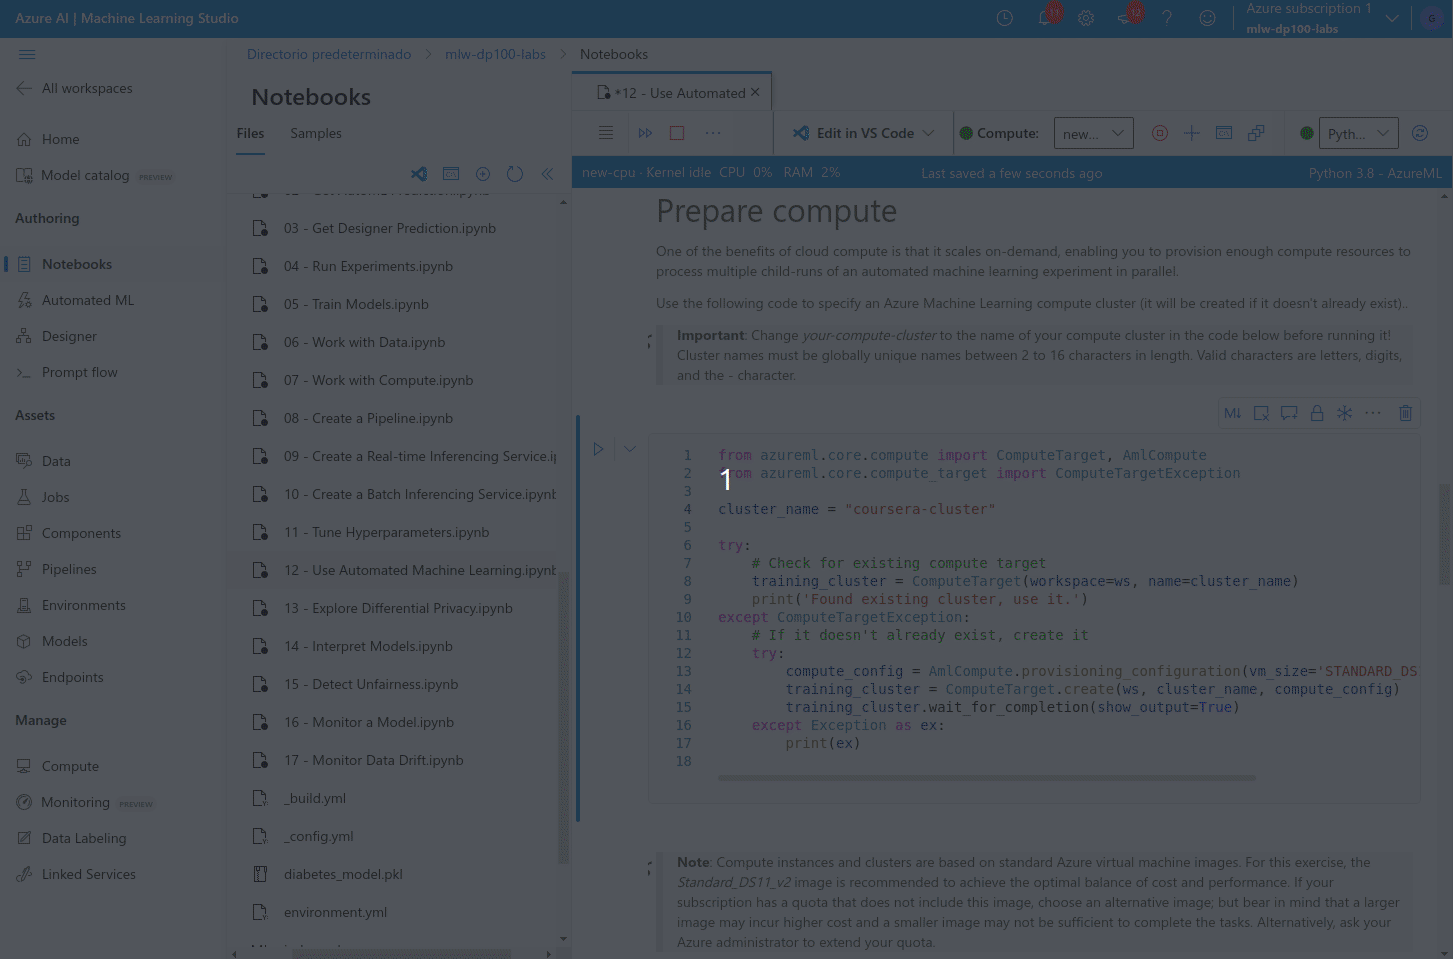 Azure AI | Machine Learning Studio
11
12
Azure subscription 1
mlw-dp100-labs
G
Directorio predeterminado > mlw-dp100-labs > Notebooks
All workspaces
Home
Model catalog PREVIEW
Authoring
Notebooks
Automated ML
Designer
Prompt flow
Assets
Data
Jobs
Components
Pipelines
Environments
Models
Endpoints
Manage
Compute
Monitoring PREVIEW
Data Labeling
Linked Services
Notebooks
Files Samples
03 - Get Designer Prediction.ipynb
04 - Run Experiments.ipynb
05 - Train Models.ipynb
06 - Work with Data.ipynb
07 - Work with Compute.ipynb
08 - Create a Pipeline.ipynb
09 - Create a Real-time Inferencing Service.ip
10 - Create a Batch Inferencing Service.ipynb
11 - Tune Hyperparameters.ipynb
12 - Use Automated Machine Learning.ipynb
13 - Explore Differential Privacy.ipynb
14 - Interpret Models.ipynb
15 - Detect Unfairness.ipynb
16 - Monitor a Model.ipynb
17 - Monitor Data Drift.ipynb
_build.yml
_config.yml
diabetes_model.pkl
environment.yml
*12 - Use Automated
Edit in VS Code
Compute: new...
Pyth...
new-cpu · Kernel idle CPU 0% RAM 2%
Last saved a few seconds ago
Python 3.8 - AzureML
Prepare compute
One of the benefits of cloud compute is that it scales on-demand, enabling you to provision enough compute resources to
process multiple child-runs of an automated machine learning experiment in parallel.
Use the following code to specify an Azure Machine Learning compute cluster (it will be created if it doesn't already exist)..
Important: Change your-compute-cluster to the name of your compute cluster in the code below before running it!
Cluster names must be globally unique names between 2 to 16 characters in length. Valid characters are letters, digits,
and the - character.
M↓
1 from azureml.core.compute import ComputeTarget, AmlCompute
2 from azureml.core.compute_target import ComputeTargetException
1
3
4 cluster_name = "coursera-cluster"
5
6 try:
7 # Check for existing compute target
8 training_cluster = ComputeTarget(workspace=ws, name=cluster_name)
9 print('Found existing cluster, use it.')
10 except ComputeTargetException:
11 # If it doesn't already exist, create it
12 try:
13 compute_config = AmlCompute.provisioning_configuration(vm_size='STANDARD_DS
14 training_cluster = ComputeTarget.create(ws, cluster_name, compute_config)
15 training_cluster.wait_for_completion(show_output=True)
16 except Exception as ex:
17 print(ex)
18
Note: Compute instances and clusters are based on standard Azure virtual machine images. For this exercise, the
Standard_DS11_v2 image is recommended to achieve the optimal balance of cost and performance. If your
subscription has a quota that does not include this image, choose an alternative image; but bear in mind that a larger
image may incur higher cost and a smaller image may not be sufficient to complete the tasks. Alternatively, ask your
Azure administrator to extend your quota.